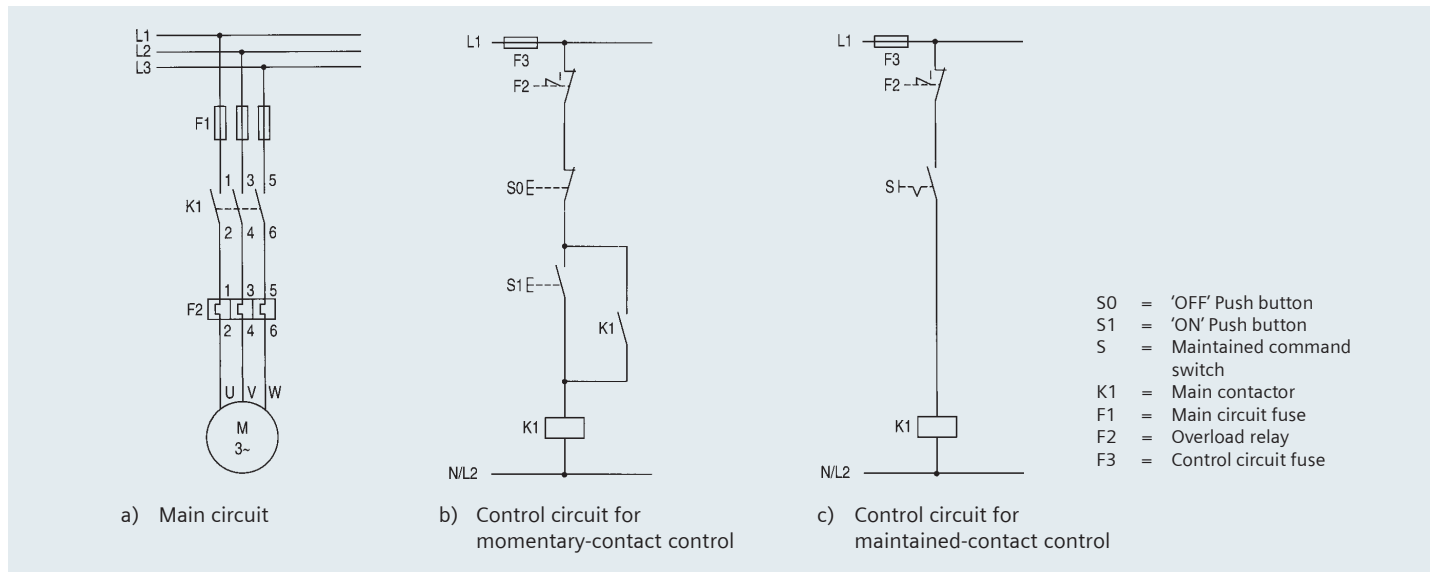 L1
L2
L3
F1
1 3 5
K1
2 4 6
1 3 5
F2
2 4 6
U V W
M
3~
a) Main circuit
L1
F3
F2
S0
S1
K1
K1
N/L2
b) Control circuit for
momentary-contact control
L1
F3
F2
S
K1
N/L2
c) Control circuit for
maintained-contact control
S0 = ‘OFF’ Push button
S1 = ‘ON’ Push button
S = Maintained command
switch
K1 = Main contactor
F1 = Main circuit fuse
F2 = Overload relay
F3 = Control circuit fuse